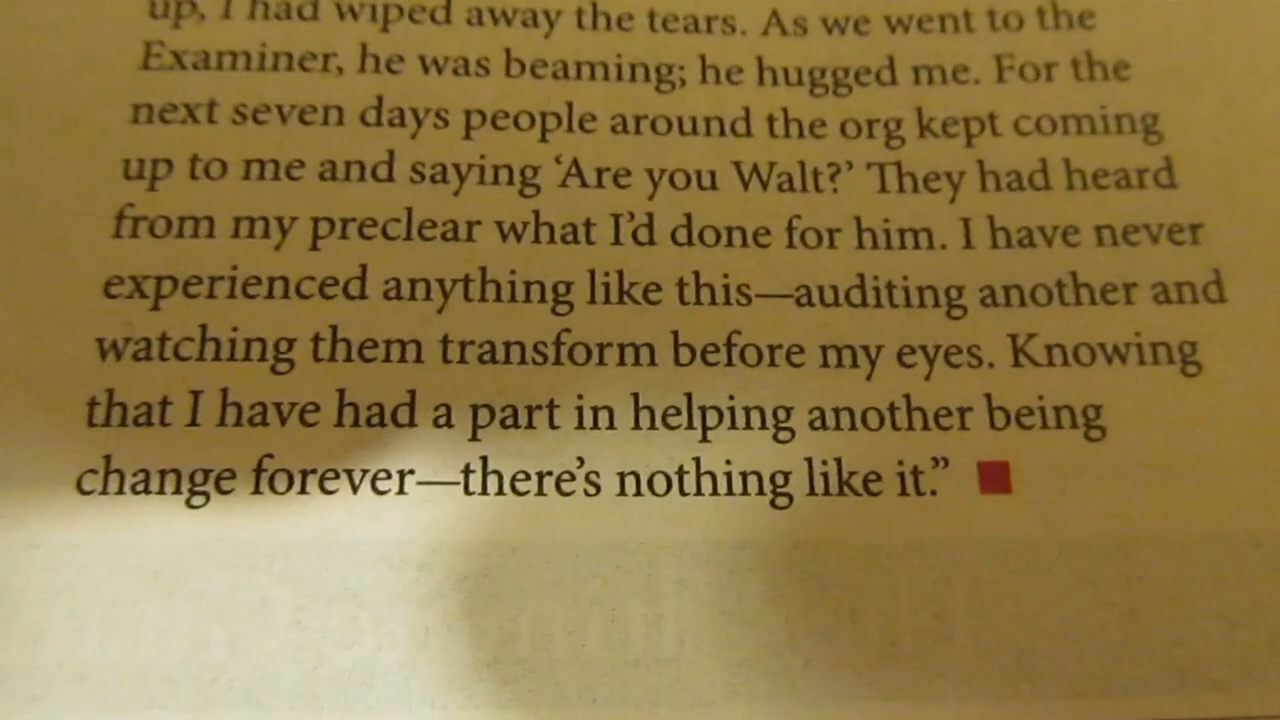 up, I had wiped away the tears. As we went to the
Examiner, he was beaming; he hugged me. For the
next seven days people around the org kept coming
up to me and saying ‘Are you Walt?’ They had heard
from my preclear what I’d done for him. I have never
experienced anything like this—auditing another and
watching them transform before my eyes. Knowing
that I have had a part in helping another being
change forever—there’s nothing like it.”